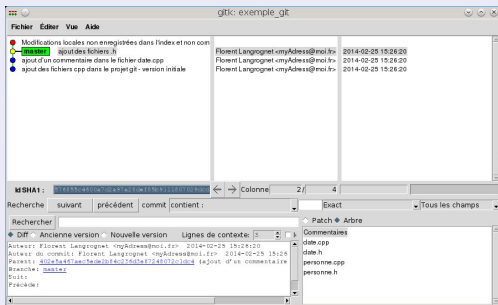 gitk: exemple_git
Fichier Éditer Vue Aide
Modifications locales non enregistrées dans l'index et non com
master ajout des fichiers .h
ajout d'un commentaire dans le fichier date.cpp
ajout des fichiers cpp dans le projet git - version initiale
Florent Langrognet <myAdress@moi.fr> 2014-02-25 15:26:20
Florent Langrognet <myAdress@moi.fr> 2014-02-25 15:26:20
Florent Langrognet <myAdress@moi.fr> 2014-02-25 15:26:20
Id SHA1 : Colonne 2/ 4
Recherche suivant précédent commit contient : Exact Tous les champs
Rechercher Patch Arbre
Diff Ancienne version Nouvelle version Lignes de contexte: 3
Auteur: Florent Langrognet <myAdress@moi.fr> 2014-02-25 15:26:20
Auteur du commit: Florent Langrognet <myAdress@moi.fr> 2014-02-25 15:26
Parent: (ajout d'un commentaire
Branche: master
Suit:
Précède:
Commentaires
date.cpp
date.h
personne.cpp
personne.h